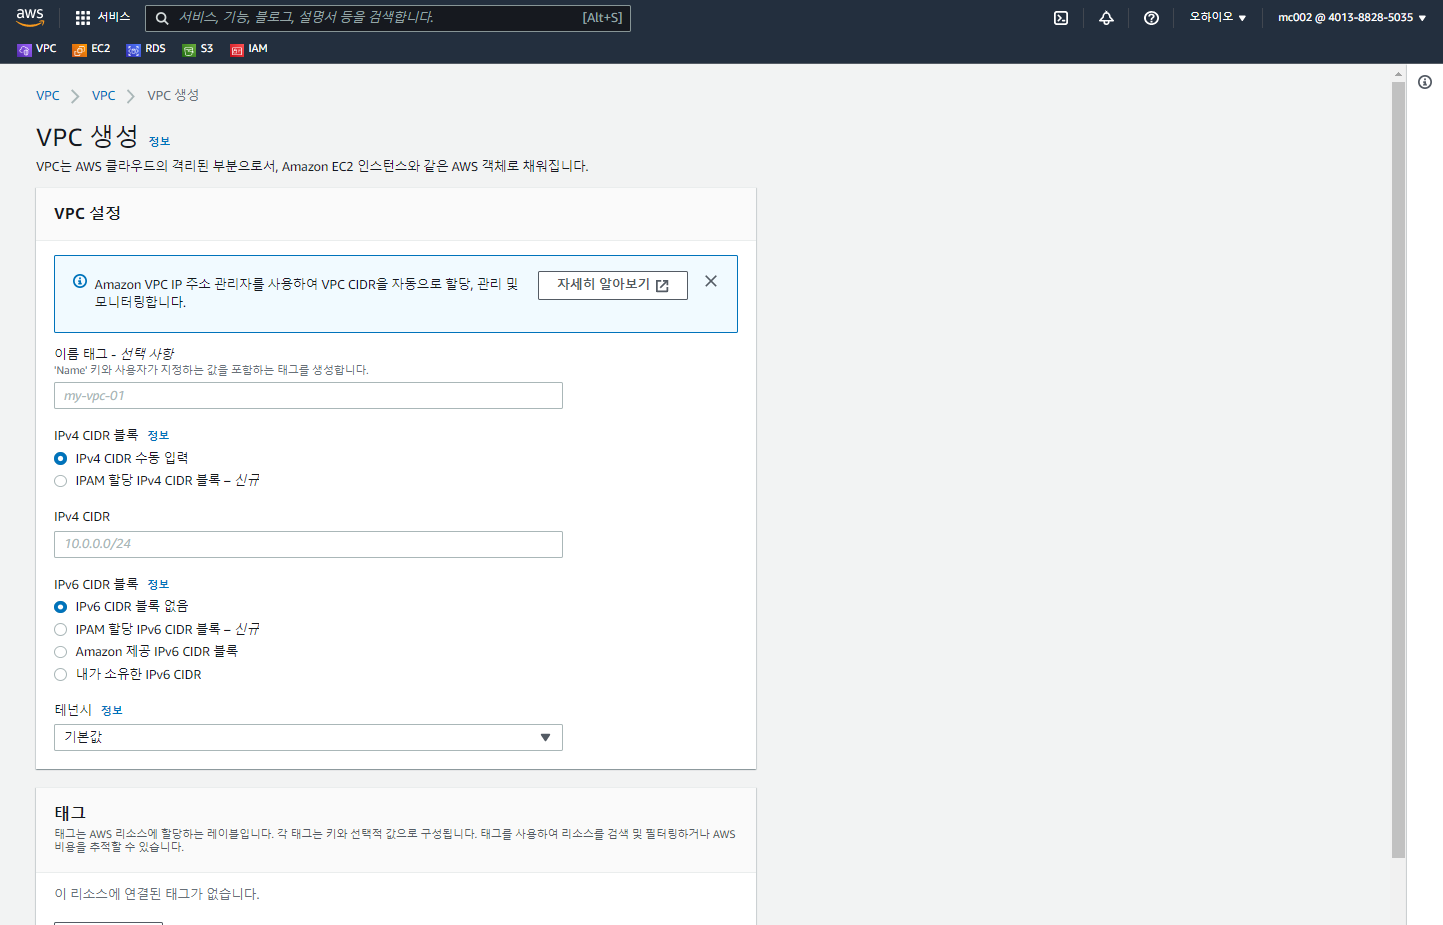 aws
서비스
서비스, 기능, 블로그, 설명서 등을 검색합니다.
[Alt+S]
오하이오
mc002 @ 4013-8828-5035
VPC
EC2
RDS
S3
IAM
VPC
VPC
VPC 생성
VPC 생성 정보
VPC는 AWS 클라우드의 격리된 부분으로서, Amazon EC2 인스턴스와 같은 AWS 객체로 채워집니다.
VPC 설정
Amazon VPC IP 주소 관리자를 사용하여 VPC CIDR을 자동으로 할당, 관리 및
모니터링합니다.
자세히 알아보기
이름 태그 - 선택 사항
'Name' 키와 사용자가 지정하는 값을 포함하는 태그를 생성합니다.
my-vpc-01
IPv4 CIDR 블록 정보
IPv4 CIDR 수동 입력
IPAM 할당 IPv4 CIDR 블록 – 신규
IPv4 CIDR
10.0.0.0/24
IPv6 CIDR 블록 정보
IPv6 CIDR 블록 없음
IPAM 할당 IPv6 CIDR 블록 – 신규
Amazon 제공 IPv6 CIDR 블록
내가 소유한 IPv6 CIDR
테넌시 정보
기본값
태그
태그는 AWS 리소스에 할당하는 레이블입니다. 각 태그는 키와 선택적 값으로 구성됩니다. 태그를 사용하여 리소스를 검색 및 필터링하거나 AWS
비용을 추적할 수 있습니다.
이 리소스에 연결된 태그가 없습니다.